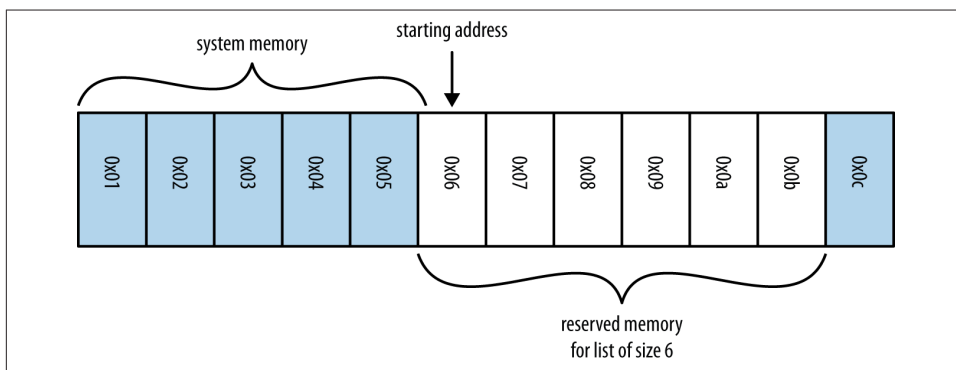 starting address
system memory
0x01
0x02
0x03
0x04
0x05
0x06
0x07
0x08
0x09
0x0a
0x0b
0x0c
reserved memory
for list of size 6